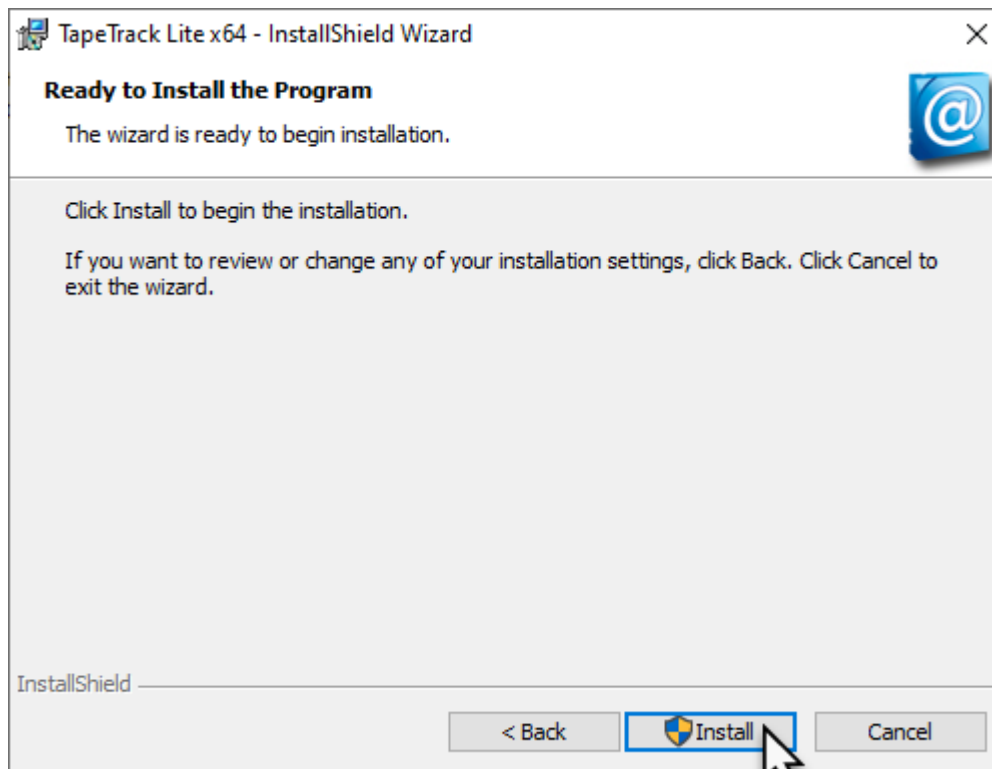 TapeTrack Lite x64 - InstallShield Wizard
Ready to Install the Program
The wizard is ready to begin installation.
@
Click Install to begin the installation.
If you want to review or change any of your installation settings, click Back. Click Cancel to
exit the wizard.
InstallShield
< Back
Install
Cancel